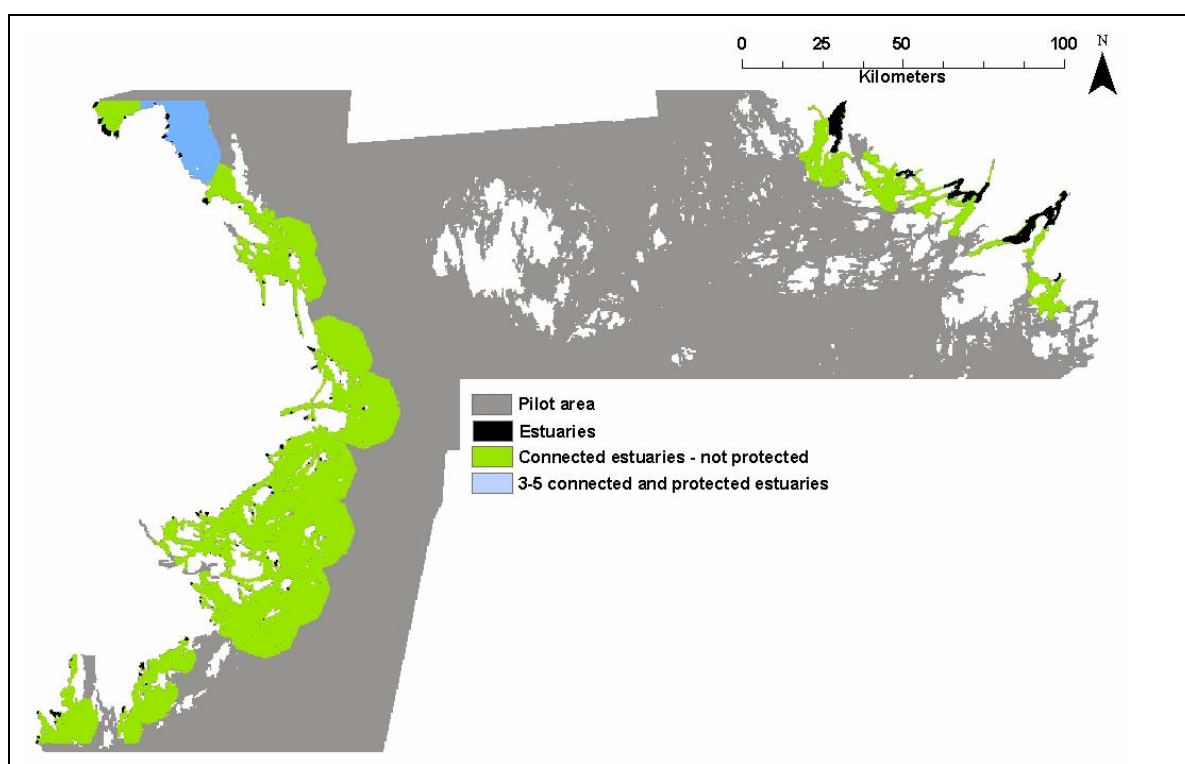 0 25 50 100
Kilometers
N
Pilot area
Estuaries
Connected estuaries - not protected
3-5 connected and protected estuaries